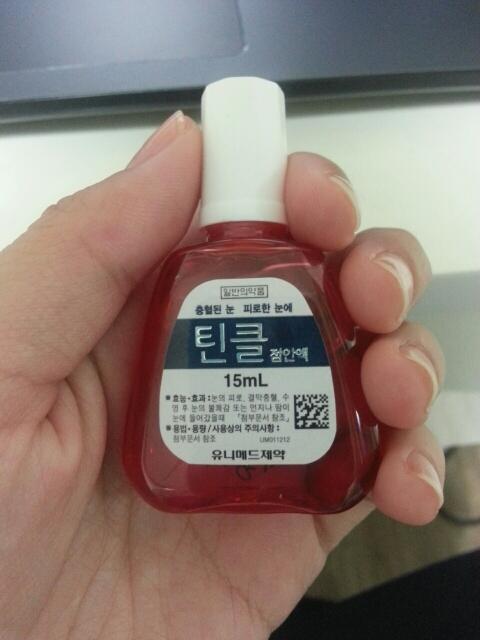 일반의약품
충혈된 눈 피로한 눈에
틴클 점안액
15mL
효능·효과: 눈의 피로, 결막충혈, 수
영 후 눈의 불쾌감 또는 먼지나 땀이
눈에 들어갔을때 「첨부문서 참조」
용법·용량/사용상의 주의사항:
첨부문서 참조 UM011212
유니메드제약